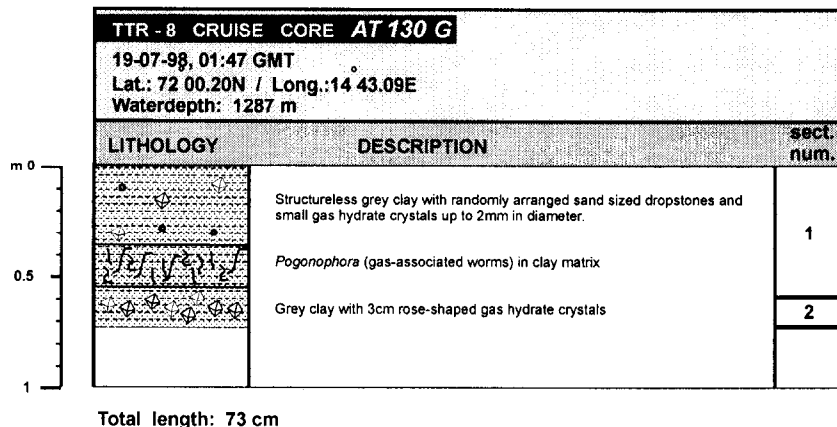 TTR - 8 CRUISE CORE AT 130 G
19-07-98, 01:47 GMT
Lat.: 72 00.20N / Long.:14 43.09E
Waterdepth: 1287 m
LITHOLOGY
DESCRIPTION
sect.
num.
m 0
Structureless grey clay with randomly arranged sand sized dropstones and
small gas hydrate crystals up to 2mm in diameter.
1
Pogonophora (gas-associated worms) in clay matrix
0.5
Grey clay with 3cm rose-shaped gas hydrate crystals
2
1
Total length: 73 cm